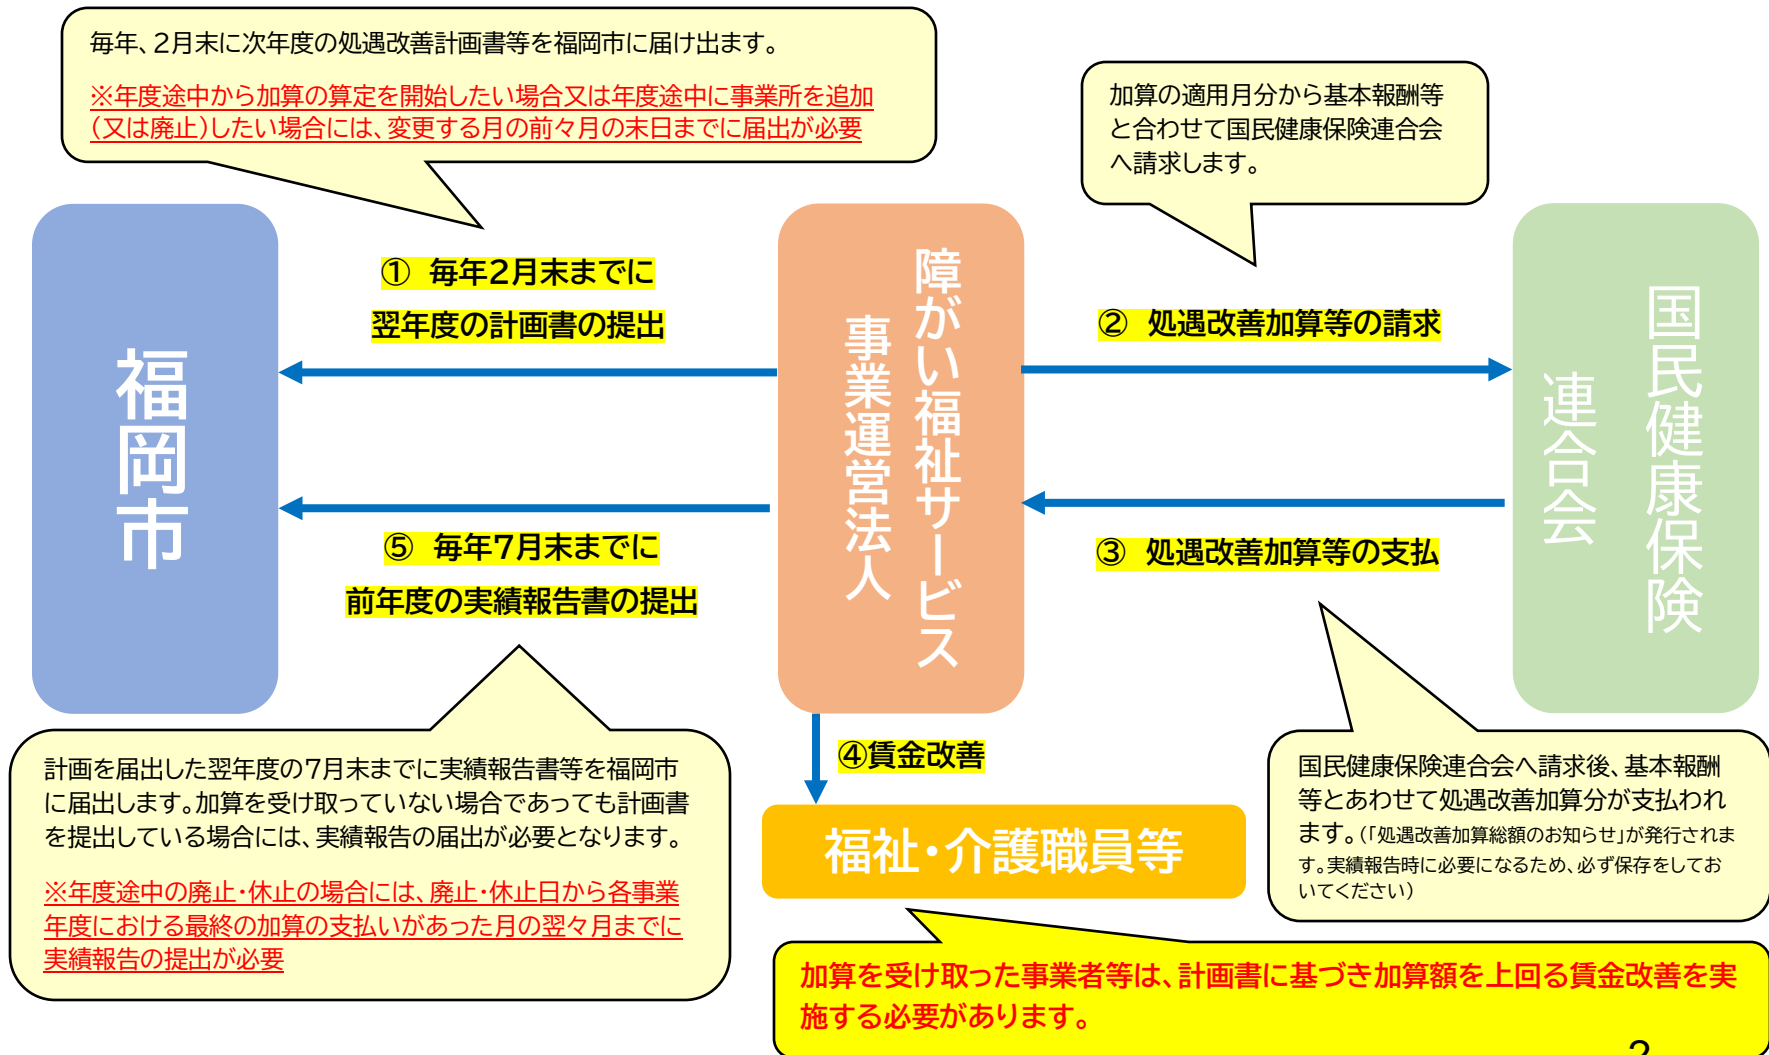 毎年、2月末に次年度の処遇改善計画書等を福岡市に届け出ます。
※年度途中から加算の算定を開始したい場合又は年度途中に事業所を追加
(又は廃止)したい場合には、変更する月の前々月の末日までに届出が必要
加算の適用月分から基本報酬等
と合わせて国民健康保険連合会
へ請求します。
福岡市
① 毎年2月末までに
翌年度の計画書の提出
障がい福祉サービス
事業運営法人
② 処遇改善加算等の請求
国民健康保険
連合会
⑤ 毎年7月末までに
前年度の実績報告書の提出
③ 処遇改善加算等の支払
④賃金改善
福祉・介護職員等
計画を届出した翌年度の7月末までに実績報告書等を福岡市
に届出します。加算を受け取っていない場合であっても計画書
を提出している場合には、実績報告の届出が必要となります。
※年度途中の廃止・休止の場合には、廃止・休止日から各事業
年度における最終の加算の支払いがあった月の翌々月までに
実績報告の提出が必要
国民健康保険連合会へ請求後、基本報酬
等とあわせて処遇改善加算分が支払われ
ます。(「処遇改善加算総額のお知らせ」が発行されま
す。実績報告時に必要になるため、必ず保存をしてお
いてください)
加算を受け取った事業者等は、計画書に基づき加算額を上回る賃金改善を実
施する必要があります。